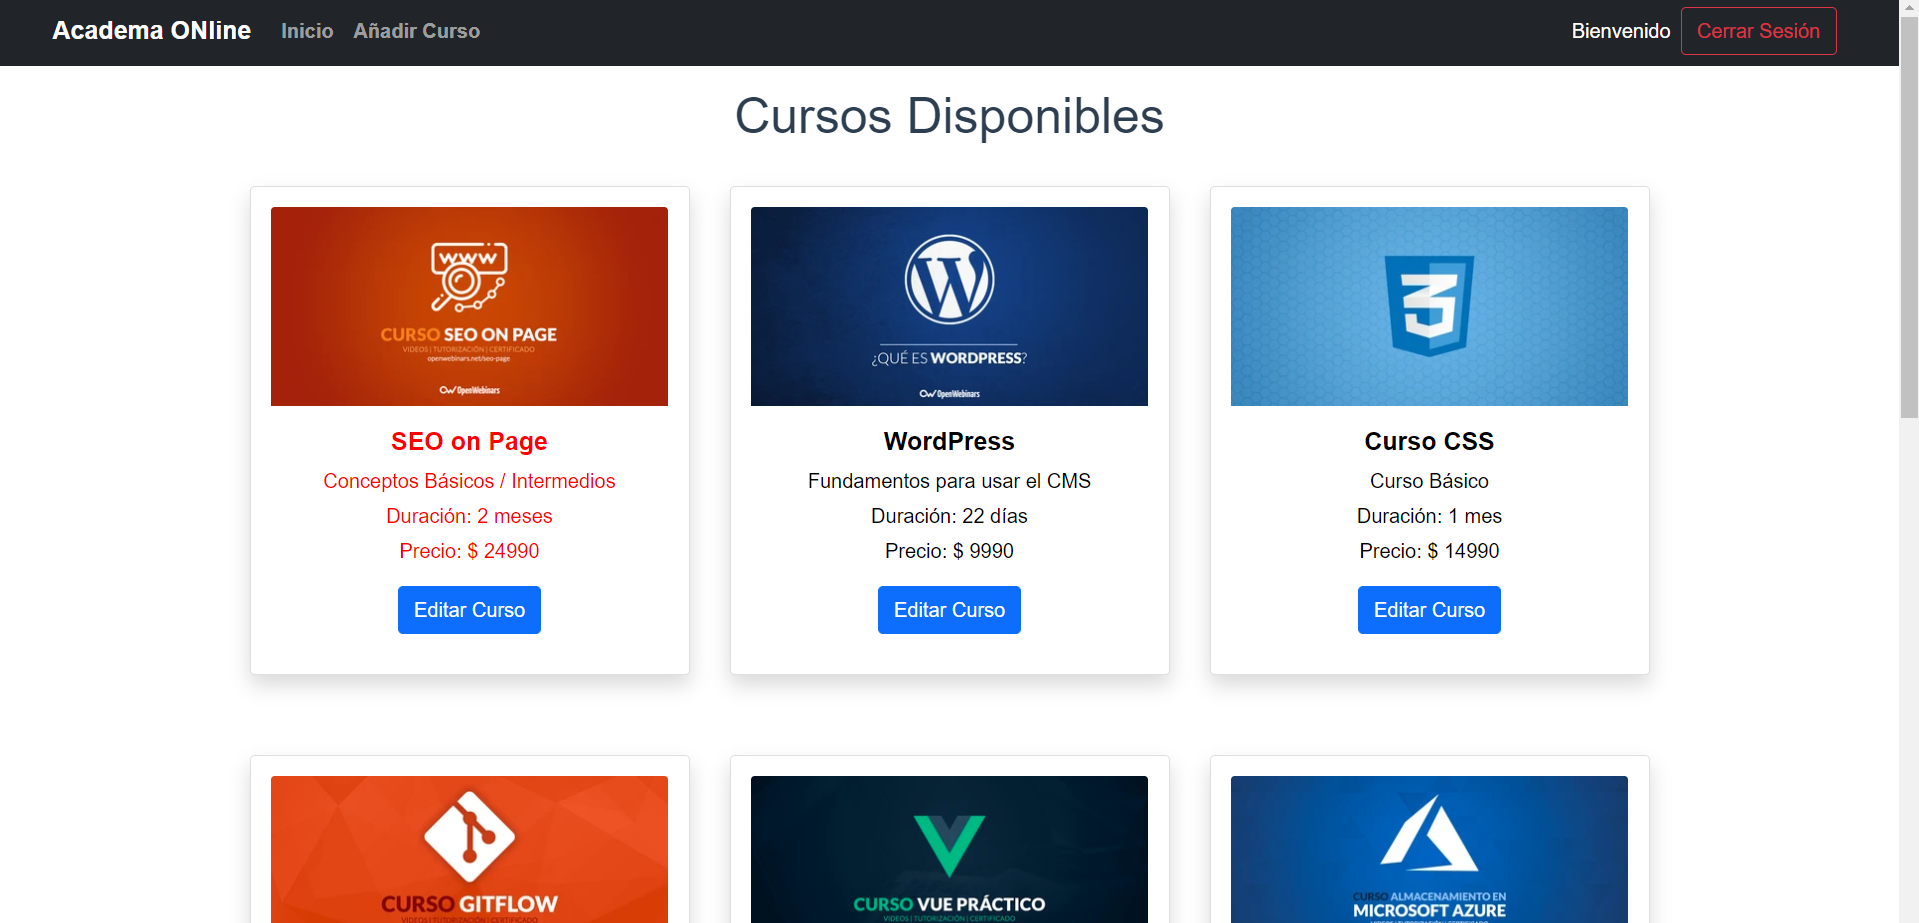 Academa ONline Inicio Añadir Curso Bienvenido Cerrar Sesión
Cursos Disponibles
WWW
CURSO SEO ON PAGE
VIDEOS | TUTORIZACIÓN | CERTIFICADO
openwebinars.net/seo-page
OpenWebinars
SEO on Page
Conceptos Básicos / Intermedios
Duración: 2 meses
Precio: $ 24990
Editar Curso
¿QUÉ ES WORDPRESS?
OpenWebinars
WordPress
Fundamentos para usar el CMS
Duración: 22 días
Precio: $ 9990
Editar Curso
Curso CSS
Curso Básico
Duración: 1 mes
Precio: $ 14990
Editar Curso
CURSO GITFLOW
VIDEOS | TUTORIZACIÓN | CERTIFICADO
CURSO VUE PRÁCTICO
VIDEOS | TUTORIZACIÓN | CERTIFICADO
CURSO ALMACENAMIENTO EN
MICROSOFT AZURE